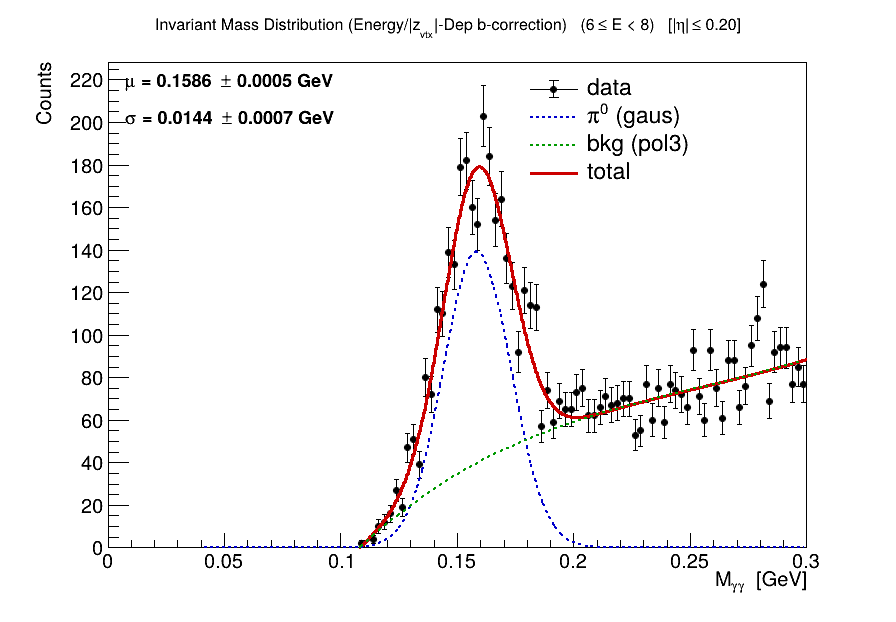 Invariant Mass Distribution (Energy/|z_vtx|-Dep b-correction) (6 ≤ E < 8) [|η| ≤ 0.20]
Counts
μ = 0.1586 ± 0.0005 GeV
σ = 0.0144 ± 0.0007 GeV
data
π⁰ (gaus)
bkg (pol3)
total
220
200
180
160
140
120
100
80
60
40
20
0
0 0.05 0.1 0.15 0.2 0.25 0.3
M_γγ [GeV]